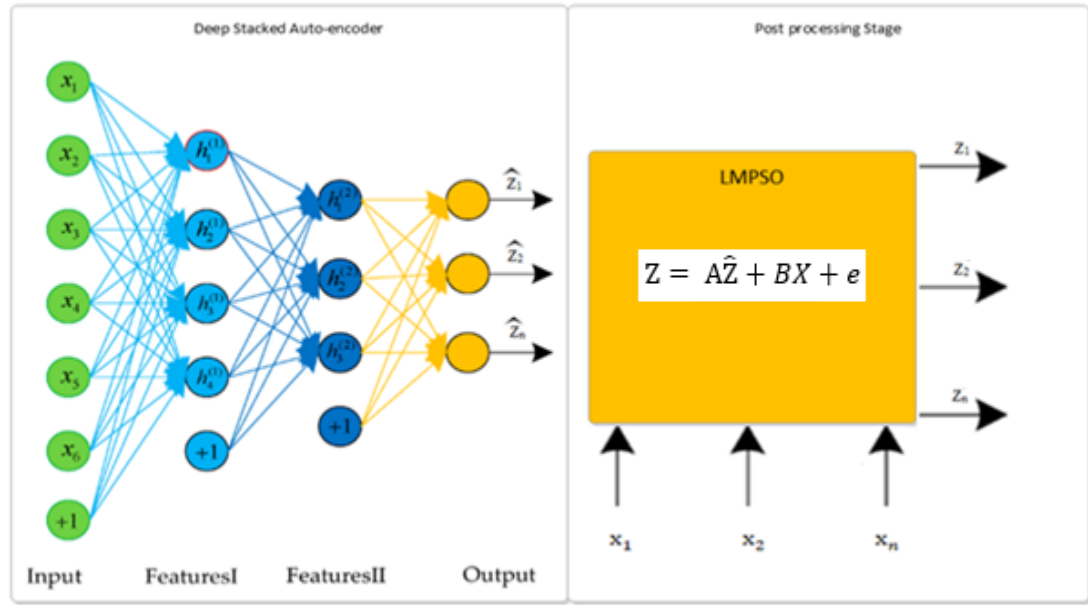 Deep Stacked Auto-encoder
x₁
x₂
x₃
x₄
x₅
x₆
+1
h₁⁽¹⁾
h₂⁽¹⁾
h₃⁽¹⁾
h₄⁽¹⁾
+1
h₁⁽²⁾
h₂⁽²⁾
h₃⁽²⁾
+1
Ẑ₁
Ẑ₂
Ẑₙ
Input
FeaturesI
FeaturesII
Output
Post processing Stage
LMPSO
Z = AẐ + BX + e
Z₁
Z₂
Zₙ
x₁
x₂
xₙ